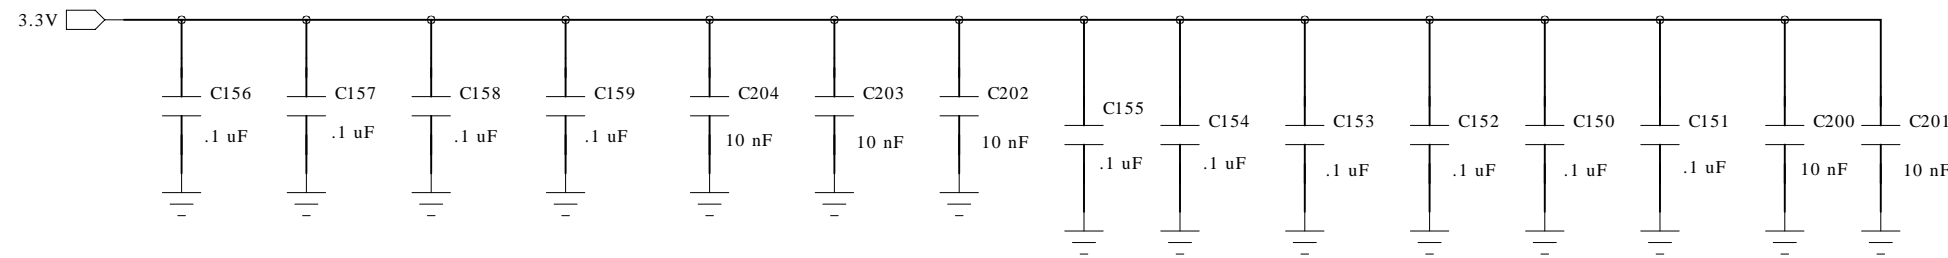 3.3V
C156
.1 uF
C157
.1 uF
C158
.1 uF
C159
.1 uF
C204
10 nF
C203
10 nF
C202
10 nF
C155
.1 uF
C154
.1 uF
C153
.1 uF
C152
.1 uF
C150
.1 uF
C151
.1 uF
C200
10 nF
C201
10 nF